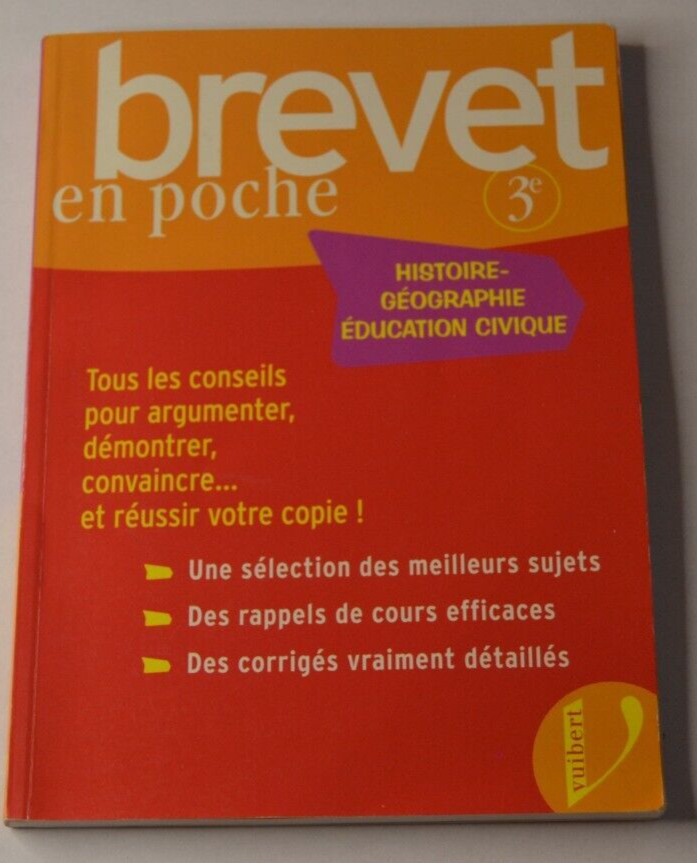 brevet
en poche
3e
HISTOIRE-
GÉOGRAPHIE
ÉDUCATION CIVIQUE
Tous les conseils
pour argumenter,
démontrer,
convaincre...
et réussir votre copie !
Une sélection des meilleurs sujets
Des rappels de cours efficaces
Des corrigés vraiment détaillés
vuibert